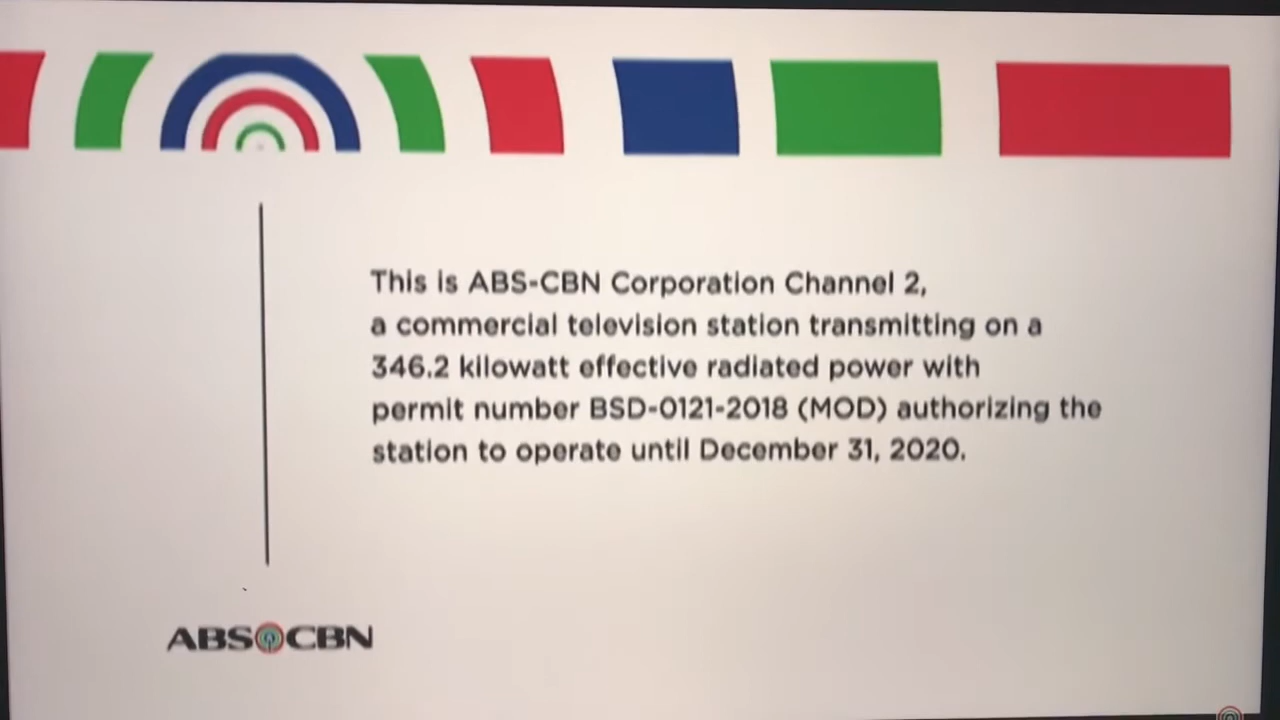 This is ABS-CBN Corporation Channel 2,
a commercial television station transmitting on a
346.2 kilowatt effective radiated power with
permit number BSD-0121-2018 (MOD) authorizing the
station to operate until December 31, 2020.
ABS CBN